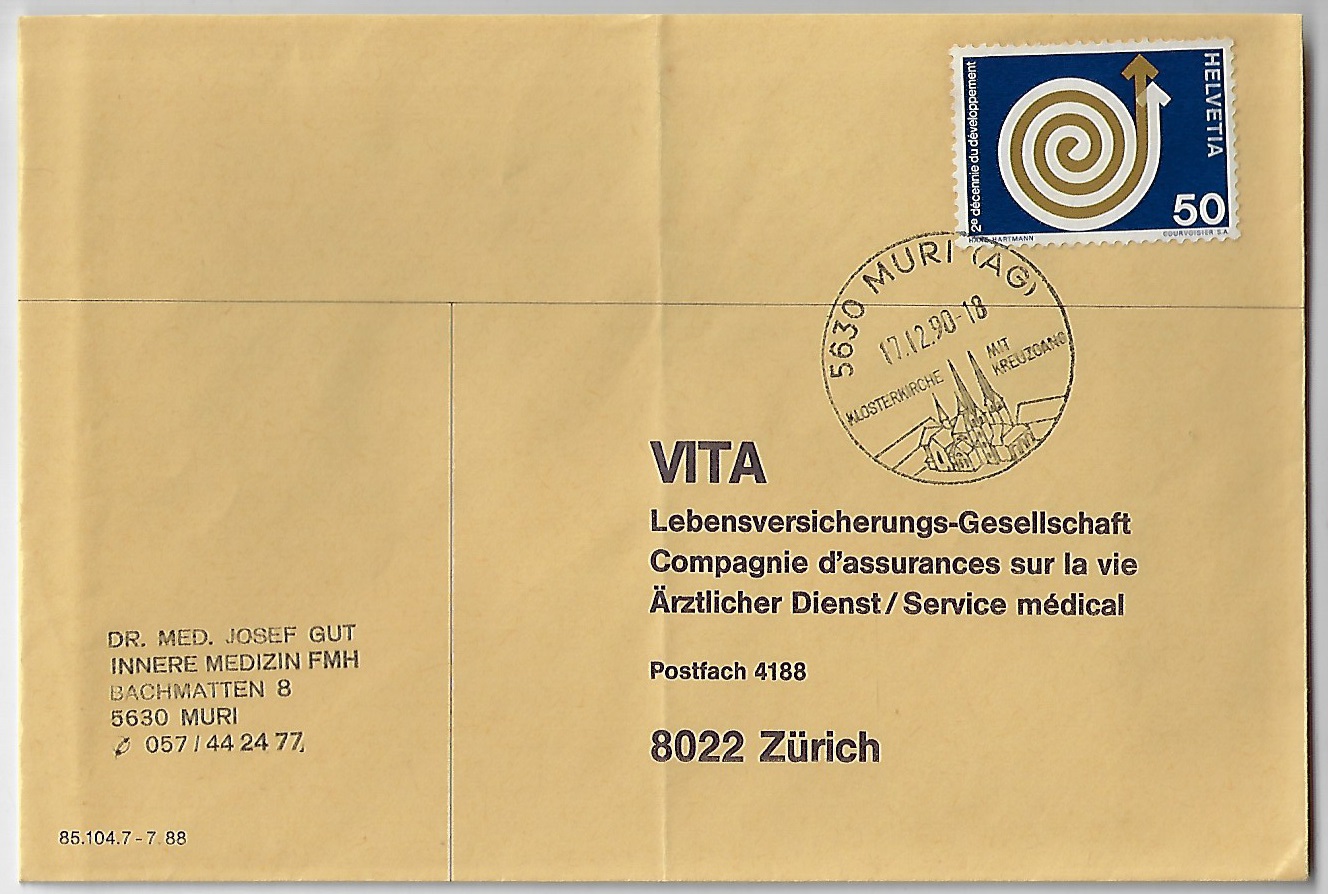 2e décennie du développement
HELVETIA
50
HANS HARTMANN
COURVOISIER S.A.
5630 MURI (AG)
17.12.90-18
KLOSTERKIRCHE
MIT
KREUZGANG
VITA
Lebensversicherungs-Gesellschaft
Compagnie d'assurances sur la vie
Ärztlicher Dienst/Service médical
Postfach 4188
8022 Zürich
DR. MED. JOSEF GUT
INNERE MEDIZIN FMH
BACHMATTEN 8
5630 MURI
✆ 057/44 24 77
85.104.7-7.88